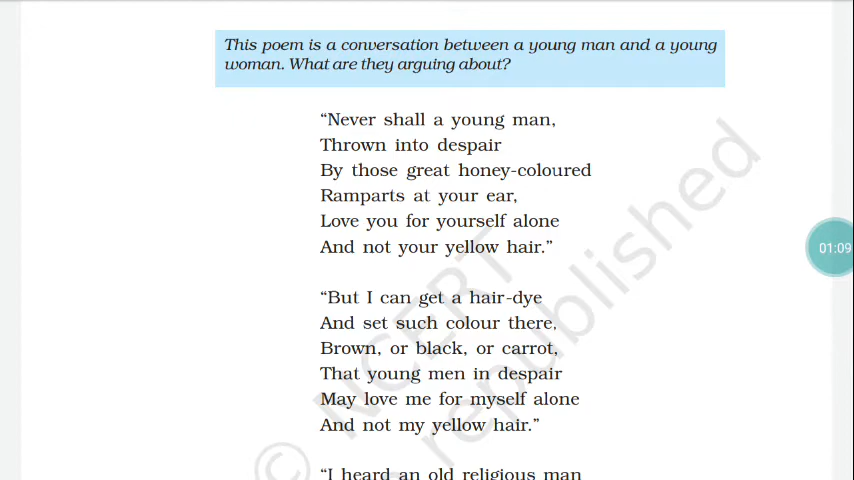 This poem is a conversation between a young man and a young
woman. What are they arguing about?
“Never shall a young man,
Thrown into despair
By those great honey-coloured
Ramparts at your ear,
Love you for yourself alone
And not your yellow hair.”
“But I can get a hair-dye
And set such colour there,
Brown, or black, or carrot,
That young men in despair
May love me for myself alone
And not my yellow hair.”
“I heard an old religious man
© NCERT
republished
01:09